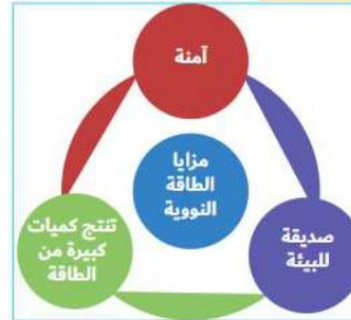 آمنة
مزايا
الطاقة
النووية
صديقة
للبيئة
تنتج كميات
كبيرة من
الطاقة